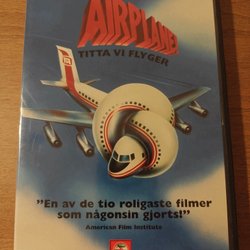 AIRPLANE!
TITTA VI FLYGER
"En av de tio roligaste filmer
som någonsin gjorts!"
American Film Institute